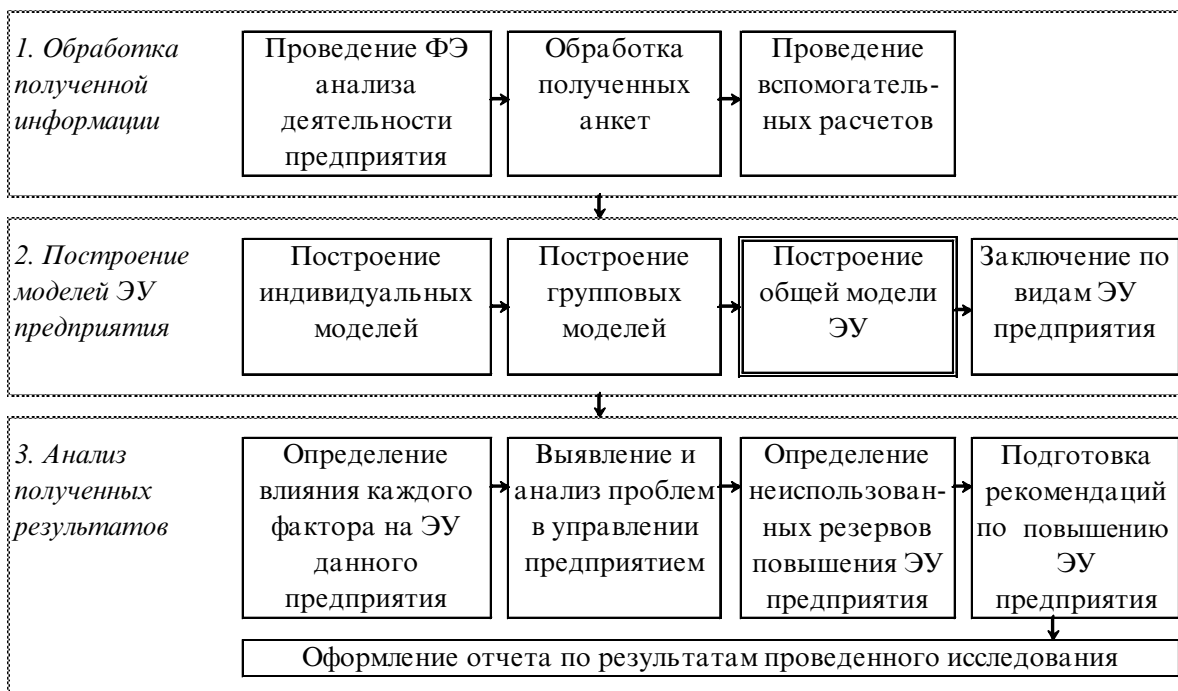 1. Обработка
полученной
информации
Проведение ФЭ
анализа
деятельности
предприятия
Обработка
полученных
анкет
Проведение
вспомогатель-
ных расчетов
2. Построение
моделей ЭУ
предприятия
Построение
индивидуальных
моделей
Построение
групповых
моделей
Построение
общей модели
ЭУ
Заключение по
видам ЭУ
предприятия
3. Анализ
полученных
результатов
Определение
влияния каждого
фактора на ЭУ
данного
предприятия
Выявление и
анализ проблем
в управлении
предприятием
Определение
неиспользован-
ных резервов
повышения ЭУ
предприятия
Подготовка
рекомендаций
по повышению
ЭУ
предприятия
Оформление отчета по результатам проведенного исследования